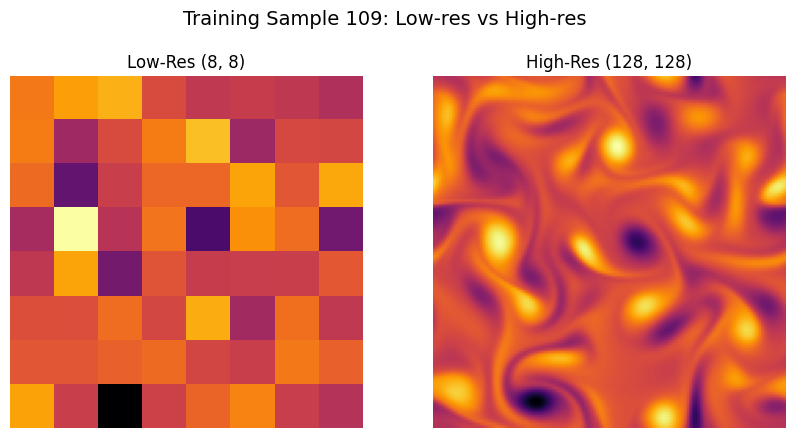 Training Sample 109: Low-res vs High-res
Low-Res (8, 8)
High-Res (128, 128)